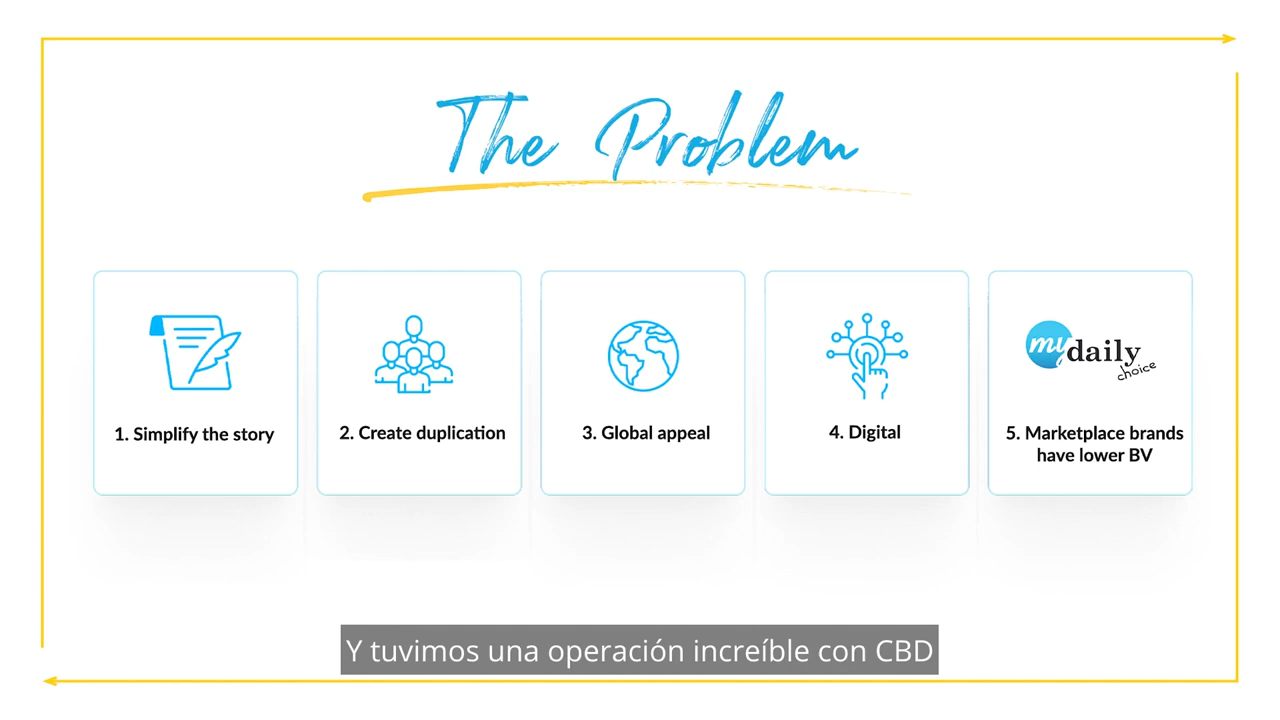 The Problem
1. Simplify the story
2. Create duplication
3. Global appeal
4. Digital
my daily
choice
5. Marketplace brands
have lower BV
Y tuvimos una operación increíble con CBD